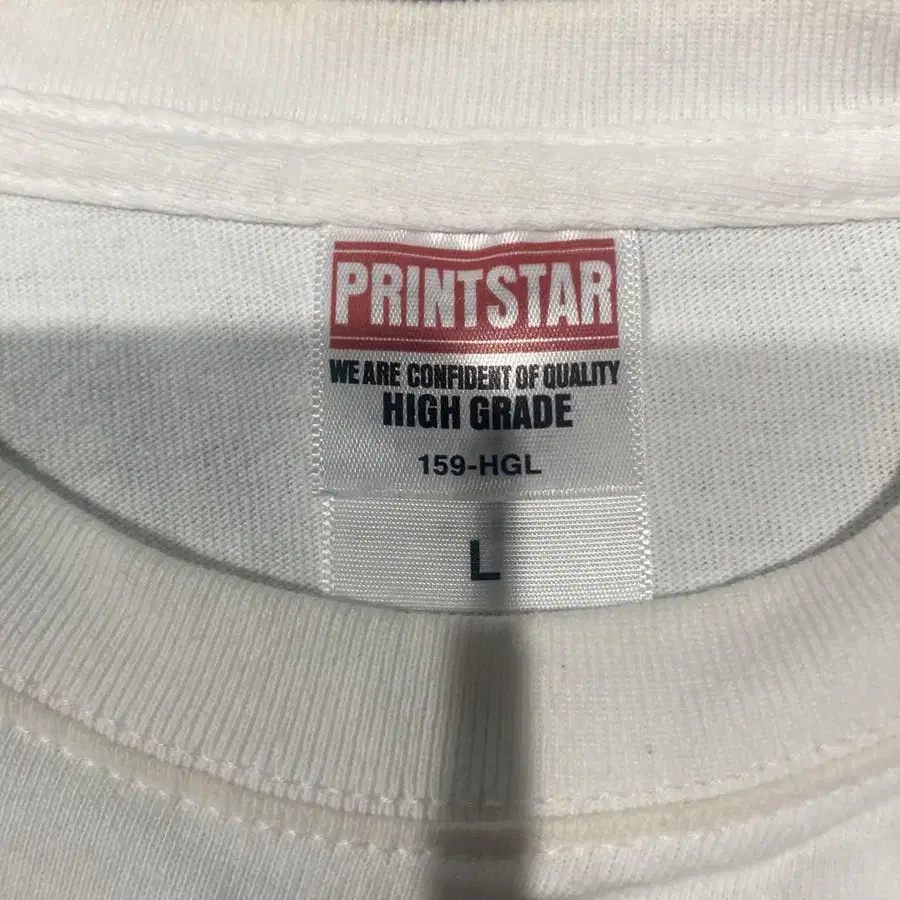 PRINTSTAR
WE ARE CONFIDENT OF QUALITY
HIGH GRADE
159-HGL
L